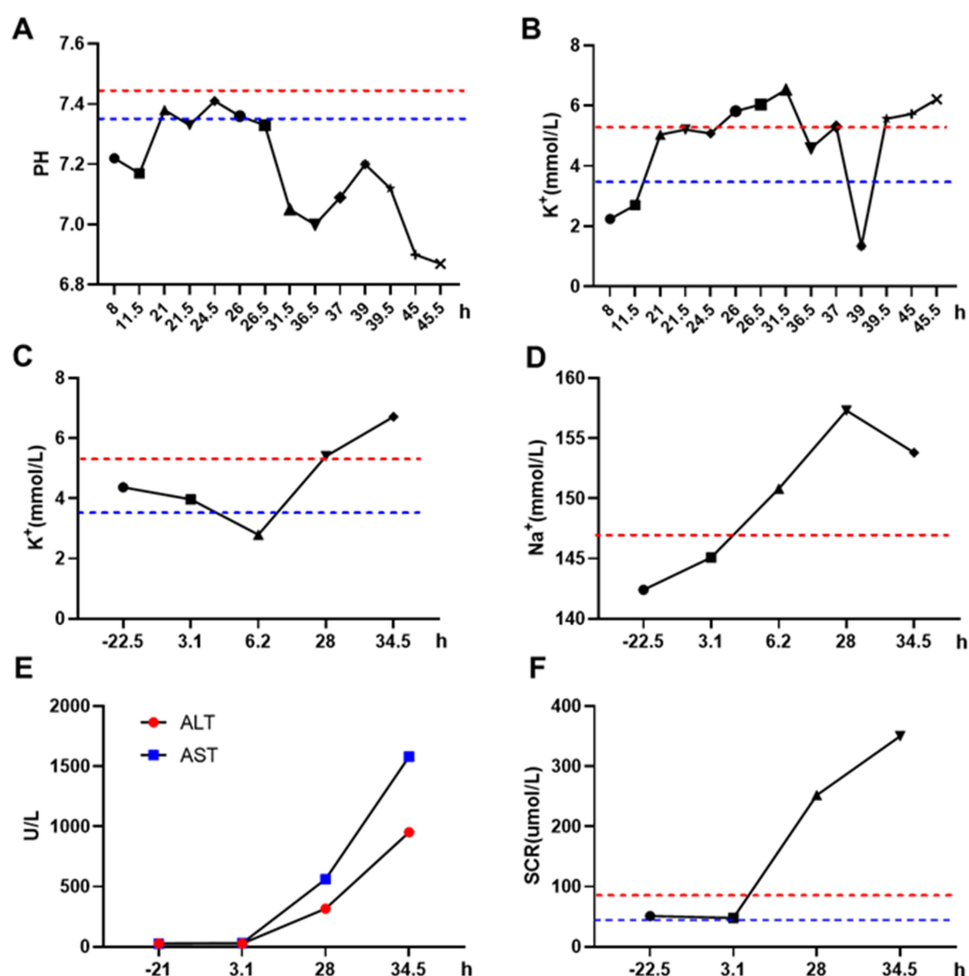 A
PH
7.6
7.4
7.2
7.0
6.8
8 11.5 21 21.5 24.5 26 26.5 31.5 36.5 37 39 39.5 45 45.5 h
B
K+(mmol/L)
8
6
4
2
0
8 11.5 21 21.5 24.5 26 26.5 31.5 36.5 37 39 39.5 45 45.5 h
C
K+(mmol/L)
8
6
4
2
0
-22.5 3.1 6.2 28 34.5 h
D
Na+(mmol/L)
160
155
150
145
140
-22.5 3.1 6.2 28 34.5 h
E
U/L
2000
1500
1000
500
0
ALT
AST
-21 3.1 28 34.5 h
F
SCR(umol/L)
400
300
200
100
0
-22.5 3.1 28 34.5 h